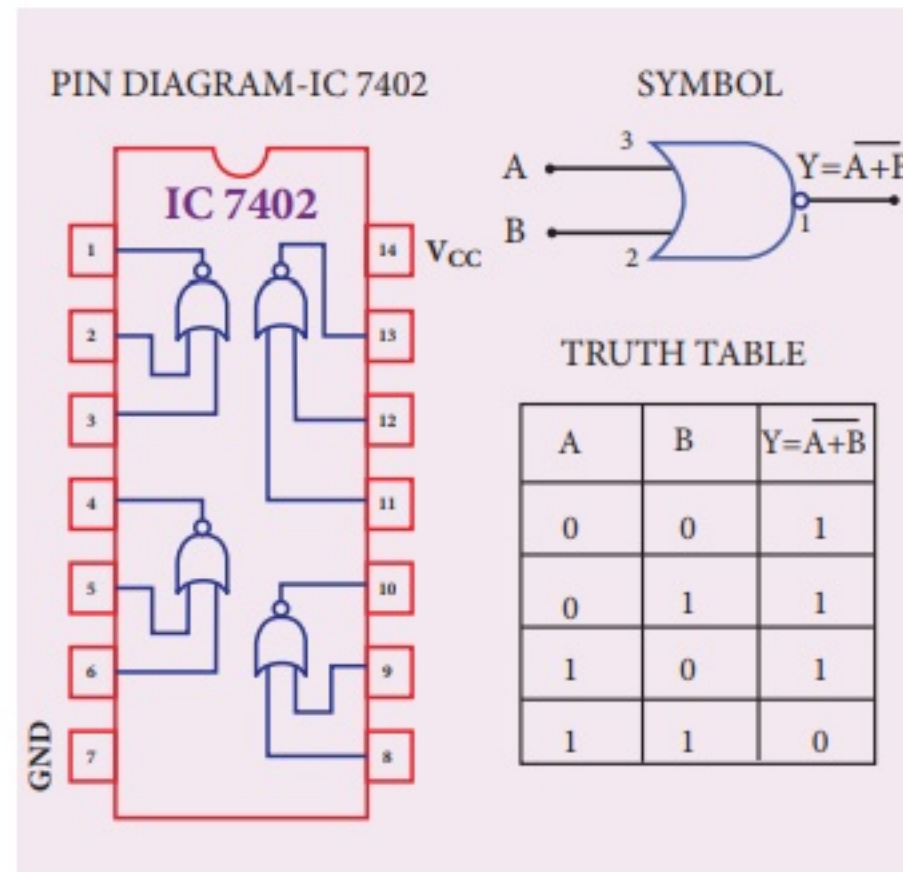 PIN DIAGRAM-IC 7402
IC 7402
1
2
3
4
5
6
7
GND
14
13
12
11
10
9
8
VCC
SYMBOL
A
B
3
2
1
Y=A̅+̅B̅
TRUTH TABLE
A B Y=A̅+̅B̅
0 0 1
0 1 1
1 0 1
1 1 0